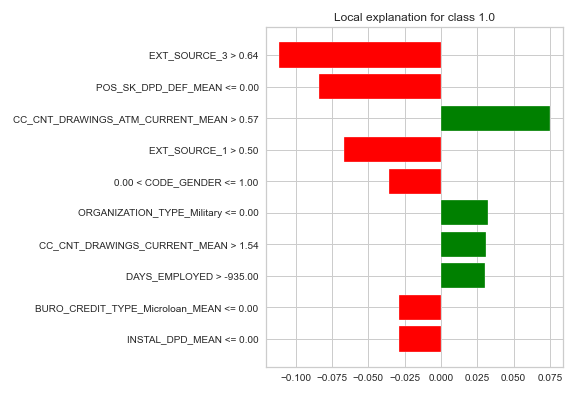 Local explanation for class 1.0
EXT_SOURCE_3 > 0.64
POS_SK_DPD_DEF_MEAN <= 0.00
CC_CNT_DRAWINGS_ATM_CURRENT_MEAN > 0.57
EXT_SOURCE_1 > 0.50
0.00 < CODE_GENDER <= 1.00
ORGANIZATION_TYPE_Military <= 0.00
CC_CNT_DRAWINGS_CURRENT_MEAN > 1.54
DAYS_EMPLOYED > -935.00
BURO_CREDIT_TYPE_Microloan_MEAN <= 0.00
INSTAL_DPD_MEAN <= 0.00
−0.100 −0.075 −0.050 −0.025 0.000 0.025 0.050 0.075